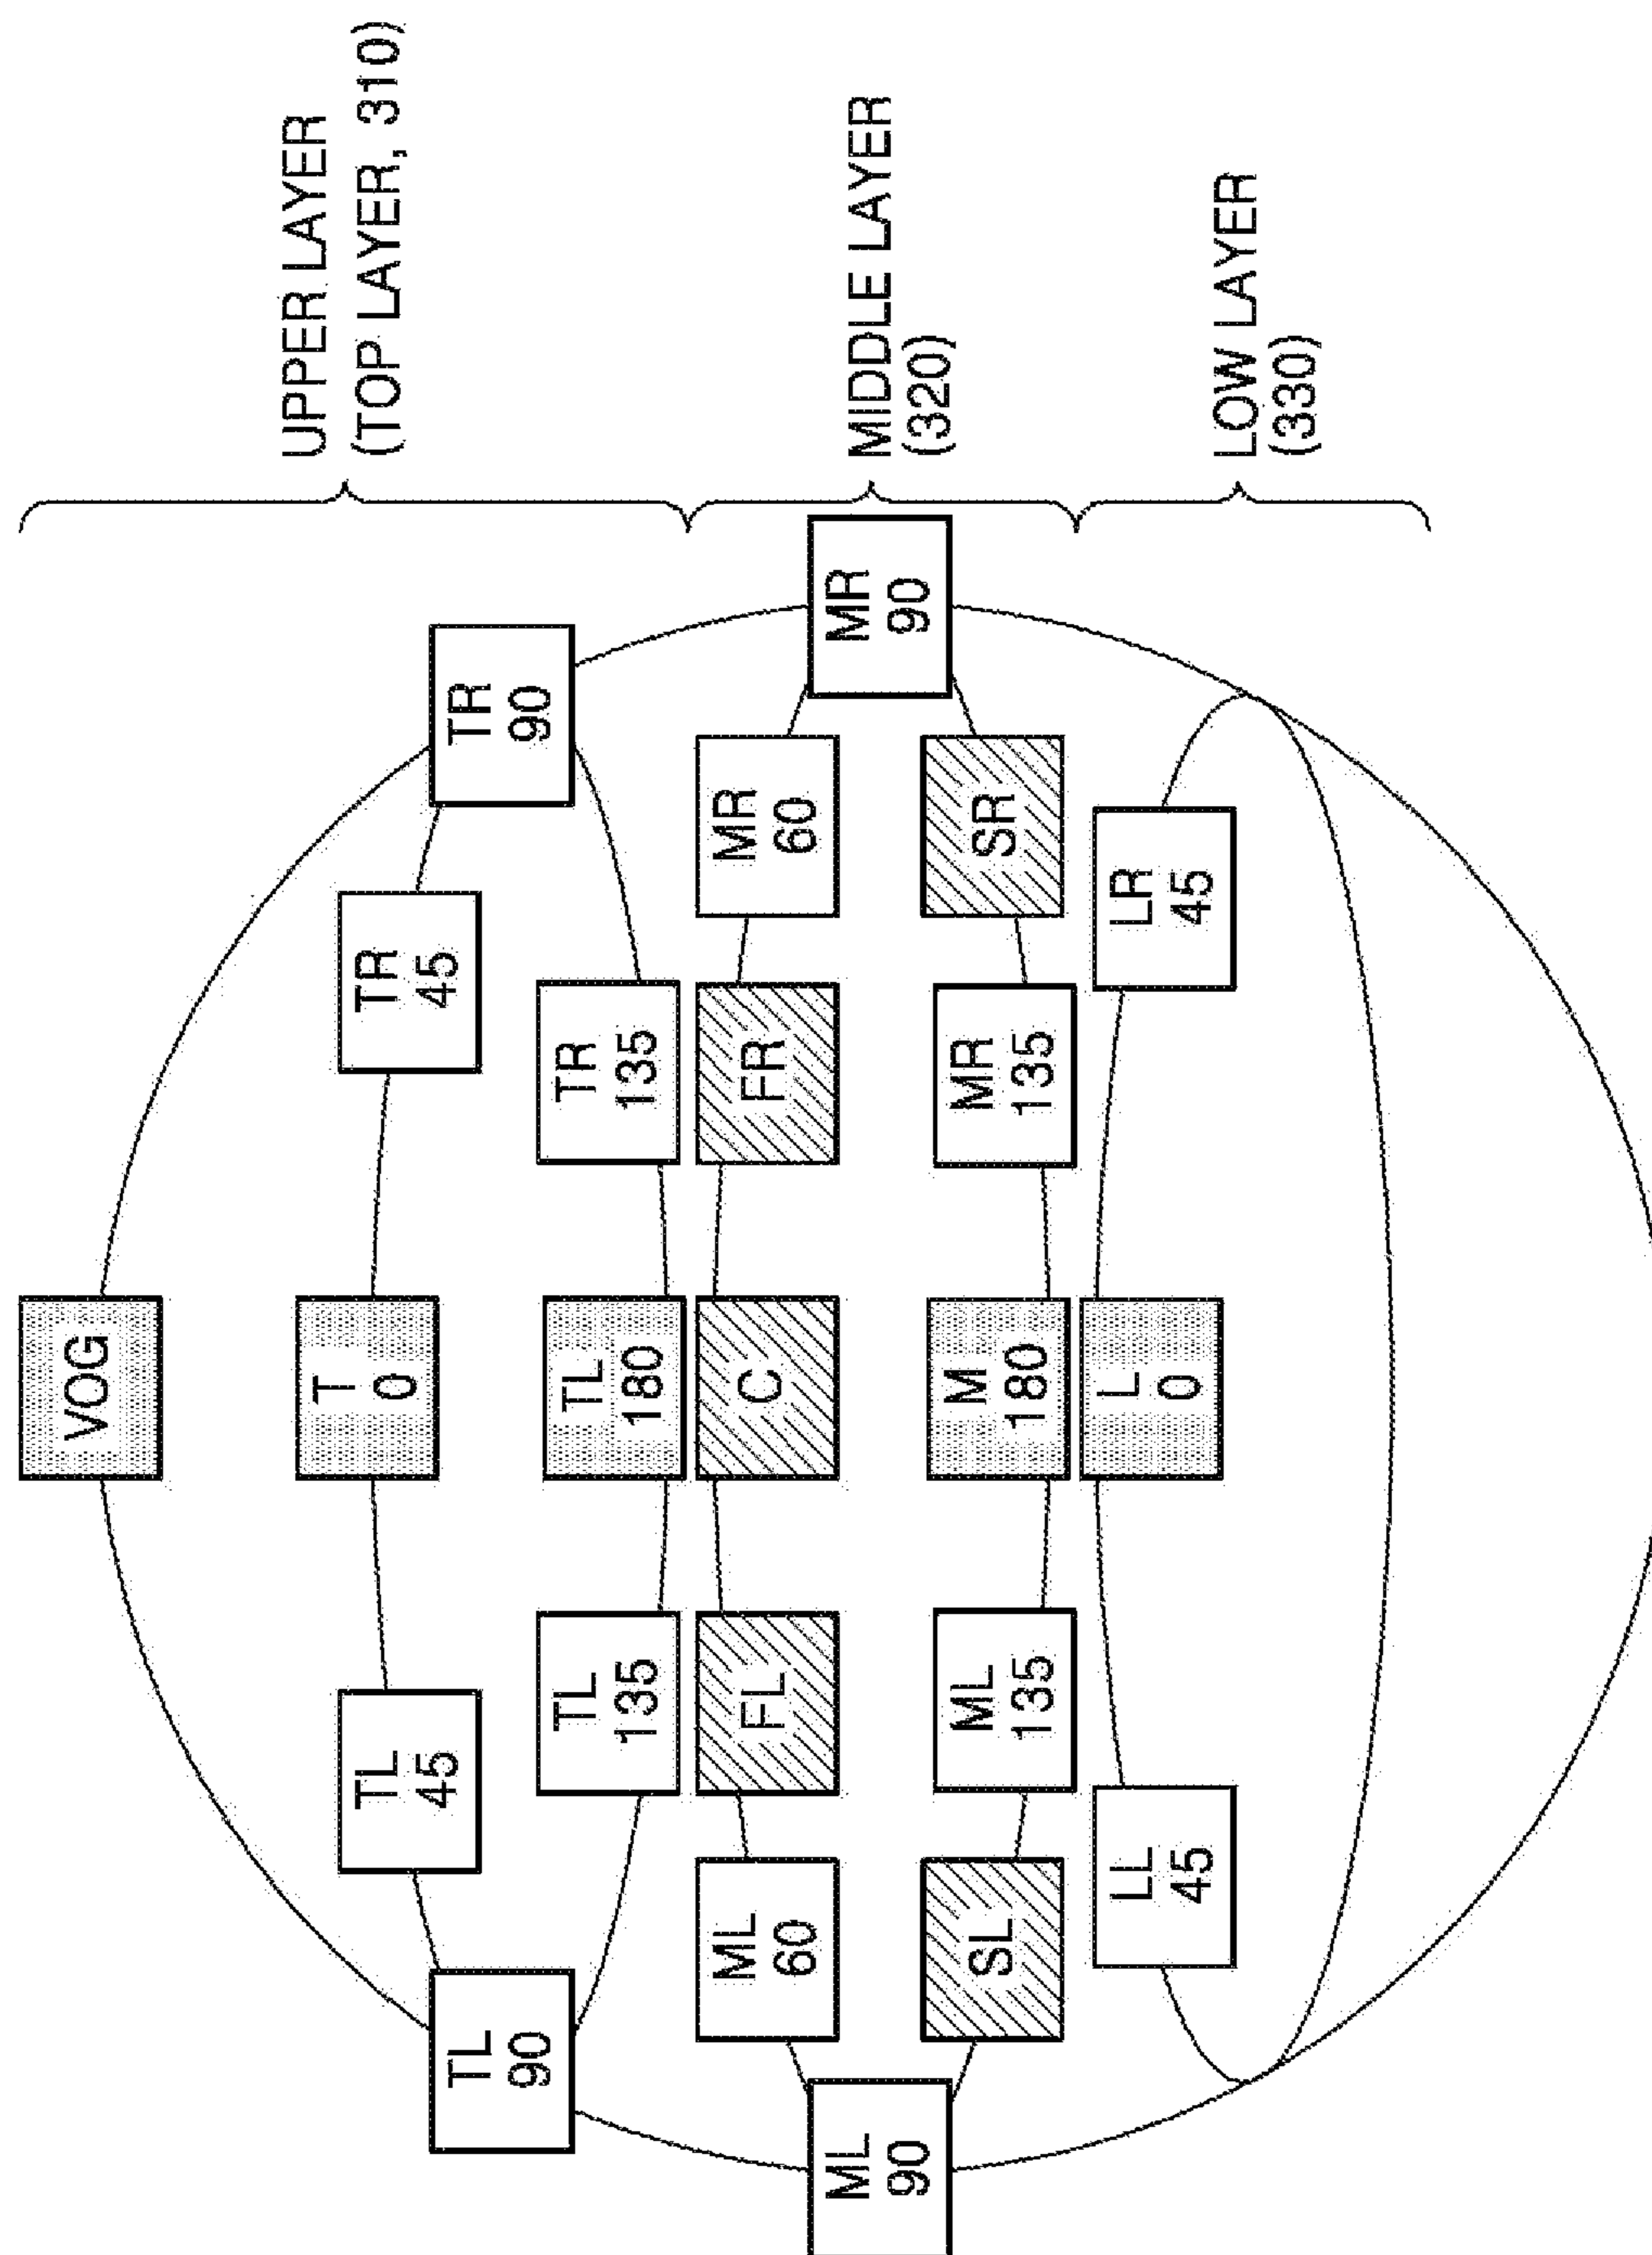 VOG
T
0
TL
45
TR
45
TL
90
TR
90
TL
135
TL
180
TR
135
UPPER LAYER
(TOP LAYER, 310)
ML
60
FL
C
FR
MR
60
ML
90
MR
90
SL
ML
135
M
180
MR
135
SR
MIDDLE LAYER
(320)
LL
45
L
0
LR
45
LOW LAYER
(330)